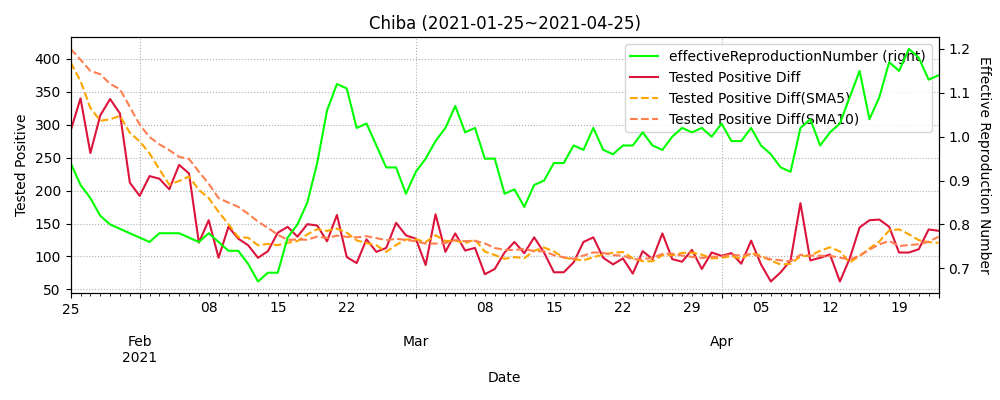 Chiba (2021-01-25~2021-04-25)
effectiveReproductionNumber (right)
Tested Positive Diff
Tested Positive Diff(SMA5)
Tested Positive Diff(SMA10)
Tested Positive
400
350
300
250
200
150
100
50
1.2
1.1
1.0
0.9
0.8
0.7
Effective Reproduction Number
25 08 15 22 08 15 22 29 05 12 19
Feb Mar Apr
2021
Date